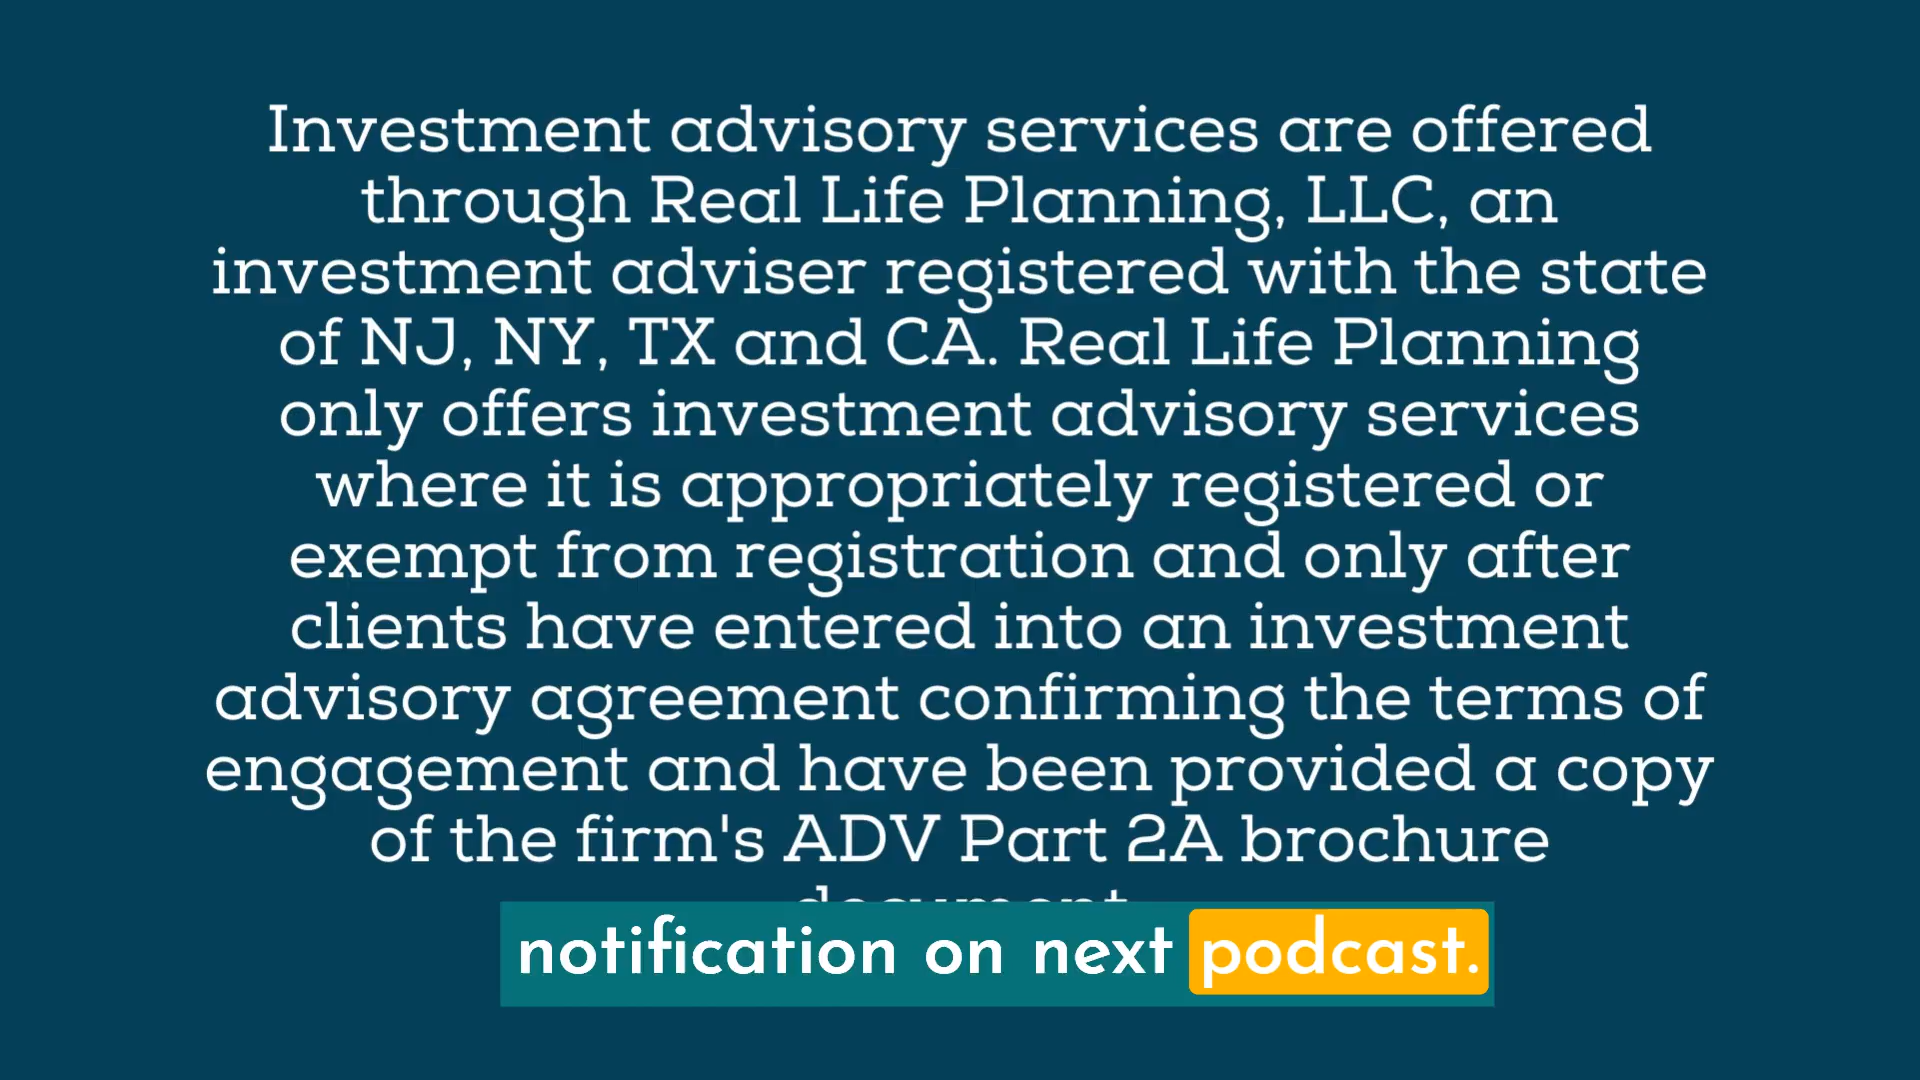 Investment advisory services are offered
through Real Life Planning, LLC, an
investment adviser registered with the state
of NJ, NY, TX and CA. Real Life Planning
only offers investment advisory services
where it is appropriately registered or
exempt from registration and only after
clients have entered into an investment
advisory agreement confirming the terms of
engagement and have been provided a copy
of the firm's ADV Part 2A brochure
document
notification on next podcast.